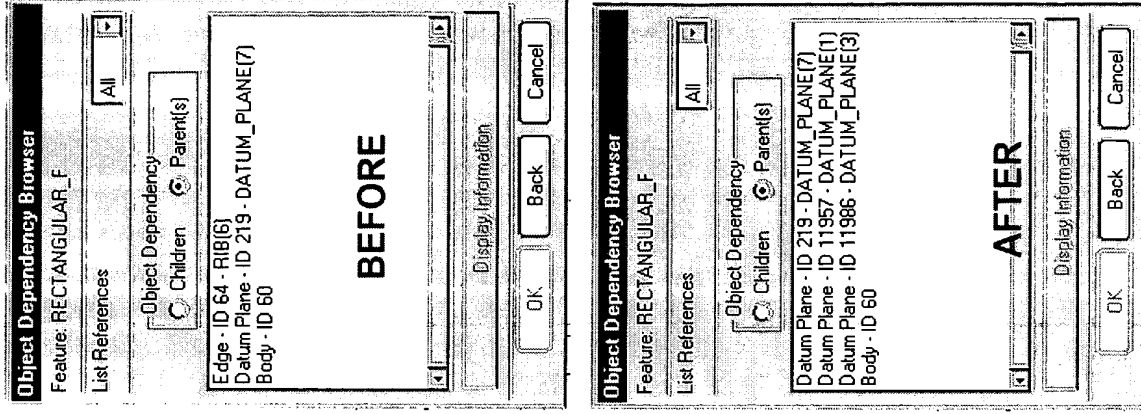 Object Dependency Browser
Feature: RECTANGULAR_F
List References
All
Object Dependency
Children
Parent(s)
Edge - ID 64 - RIB(6)
Datum Plane - ID 219 - DATUM_PLANE(7)
Body - ID 60
BEFORE
Display Information
OK
Back
Cancel
Object Dependency Browser
Feature: RECTANGULAR_F
List References
All
Object Dependency
Children
Parent(s)
Datum Plane - ID 219 - DATUM_PLANE(7)
Datum Plane - ID 11957 - DATUM_PLANE(1)
Datum Plane - ID 11986 - DATUM_PLANE(3)
Body - ID 60
AFTER
Display Information
OK
Back
Cancel